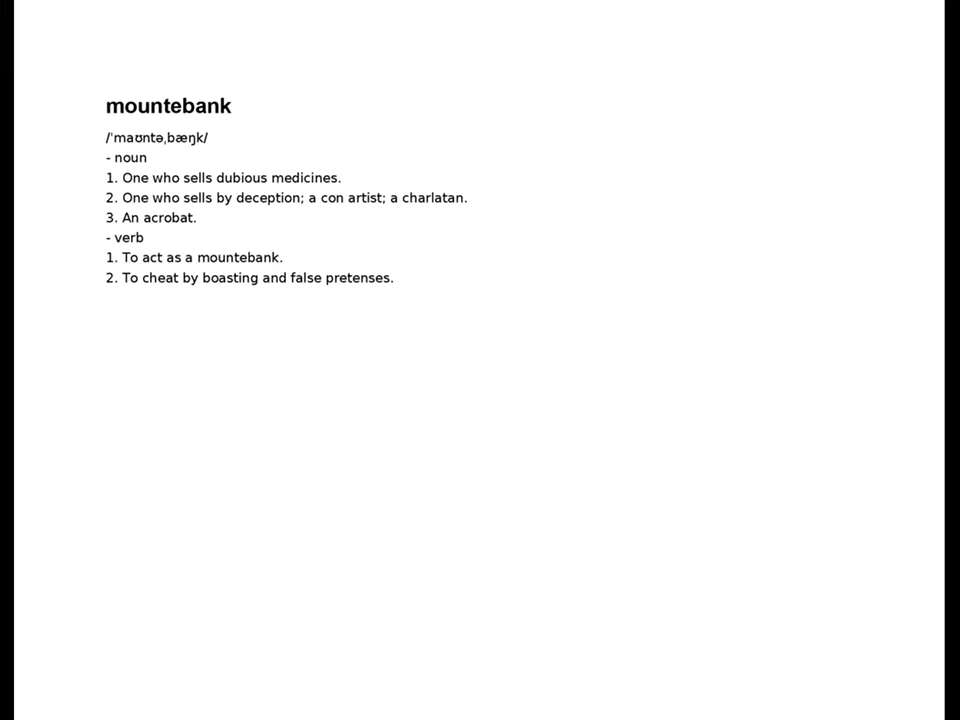 mountebank
/ˈmaʊntəˌbæŋk/
- noun
1. One who sells dubious medicines.
2. One who sells by deception; a con artist; a charlatan.
3. An acrobat.
- verb
1. To act as a mountebank.
2. To cheat by boasting and false pretenses.